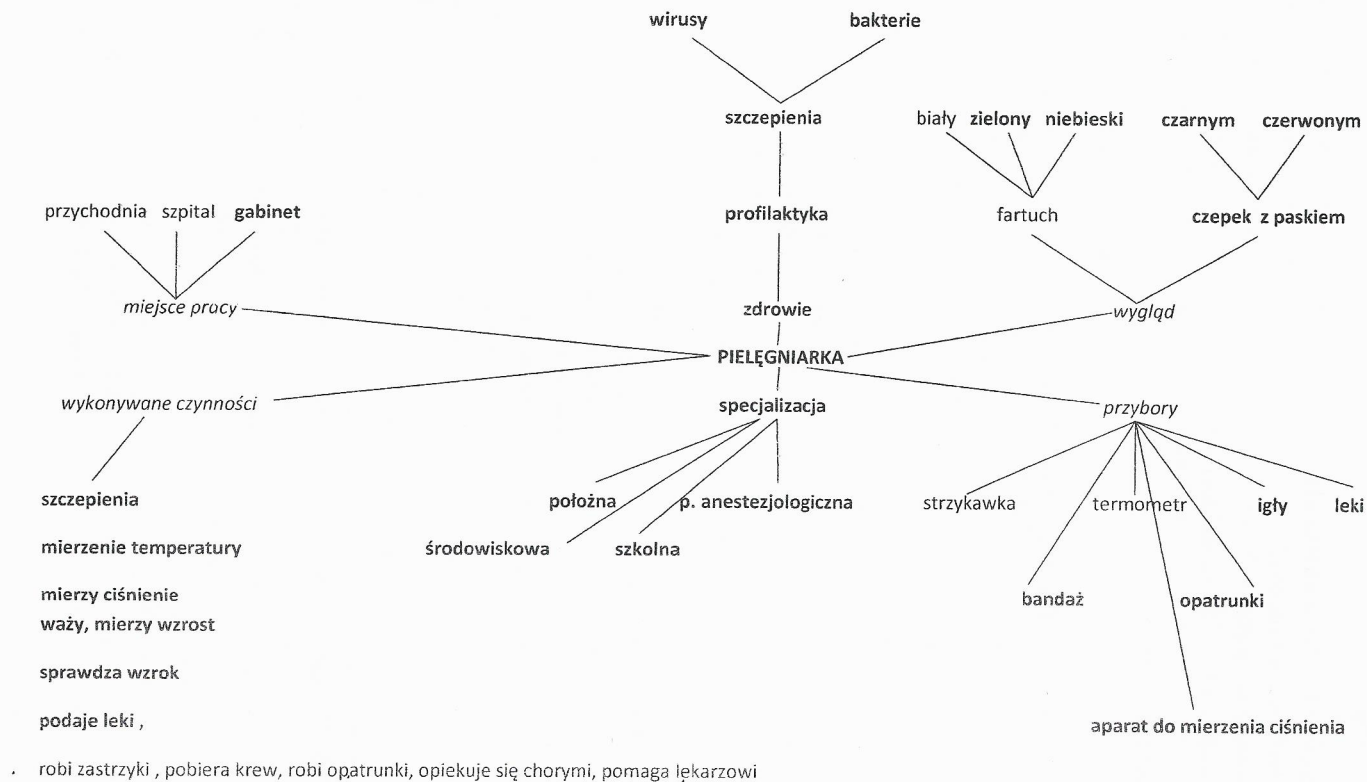 wirusy bakterie
szczepienia
biały zielony niebieski czarnym czerwonym
przychodnia szpital gabinet
profilaktyka
fartuch
czepek z paskiem
miejsce pracy
zdrowie
wygląd
PIELĘGNIARKA
wykonywane czynności
specjalizacja
przybory
szczepienia
położna p. anestezjologiczna
strzykawka termometr igły leki
mierzenie temperatury
środowiskowa szkolna
mierzy ciśnienie
bandaż opatrunki
waży, mierzy wzrost
sprawdza wzrok
podaje leki ,
aparat do mierzenia ciśnienia
. robi zastrzyki , pobiera krew, robi opatrunki, opiekuje się chorymi, pomaga lękarzowi